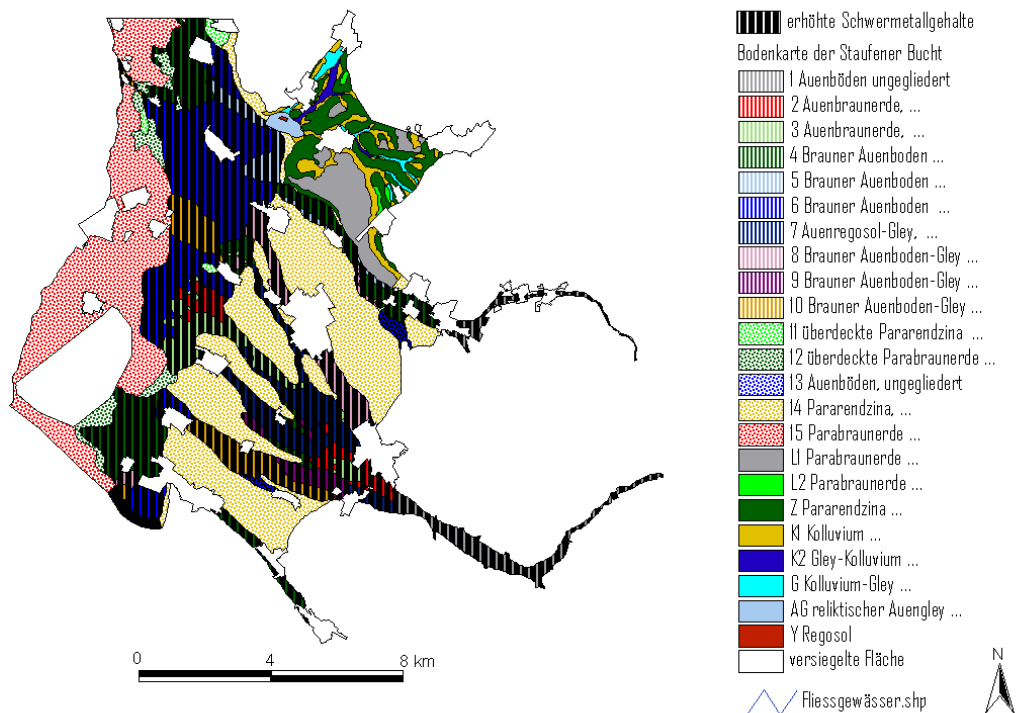 erhöhte Schwermetallgehalte
Bodenkarte der Staufener Bucht
1 Auenböden ungegliedert
2 Auenbraunerde, ...
3 Auenbraunerde, ...
4 Brauner Auenboden ...
5 Brauner Auenboden ...
6 Brauner Auenboden ...
7 Auenregosol-Gley, ...
8 Brauner Auenboden-Gley ...
9 Brauner Auenboden-Gley ...
10 Brauner Auenboden-Gley ...
11 überdeckte Pararendzina ...
12 überdeckte Parabraunerde ...
13 Auenböden, ungegliedert
14 Pararendzina, ...
15 Parabraunerde ...
L1 Parabraunerde ...
L2 Parabraunerde ...
Z Pararendzina ...
K1 Kolluvium ...
K2 Gley-Kolluvium ...
G Kolluvium-Gley ...
AG reliktischer Auengley ...
Y Regosol
versiegelte Fläche
Fliessgewässer.shp
N
0 4 8 km